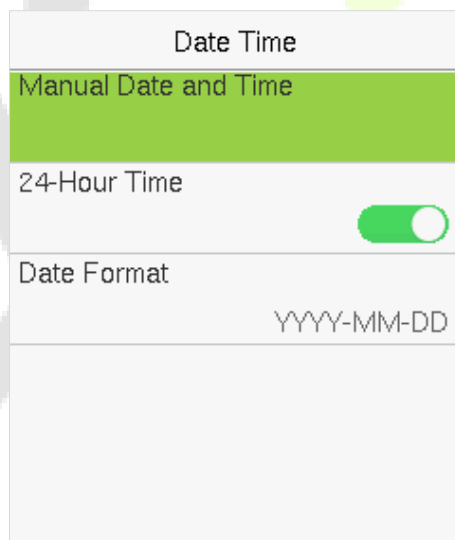 Date Time
Manual Date and Time
24-Hour Time
Date Format
YYYY-MM-DD